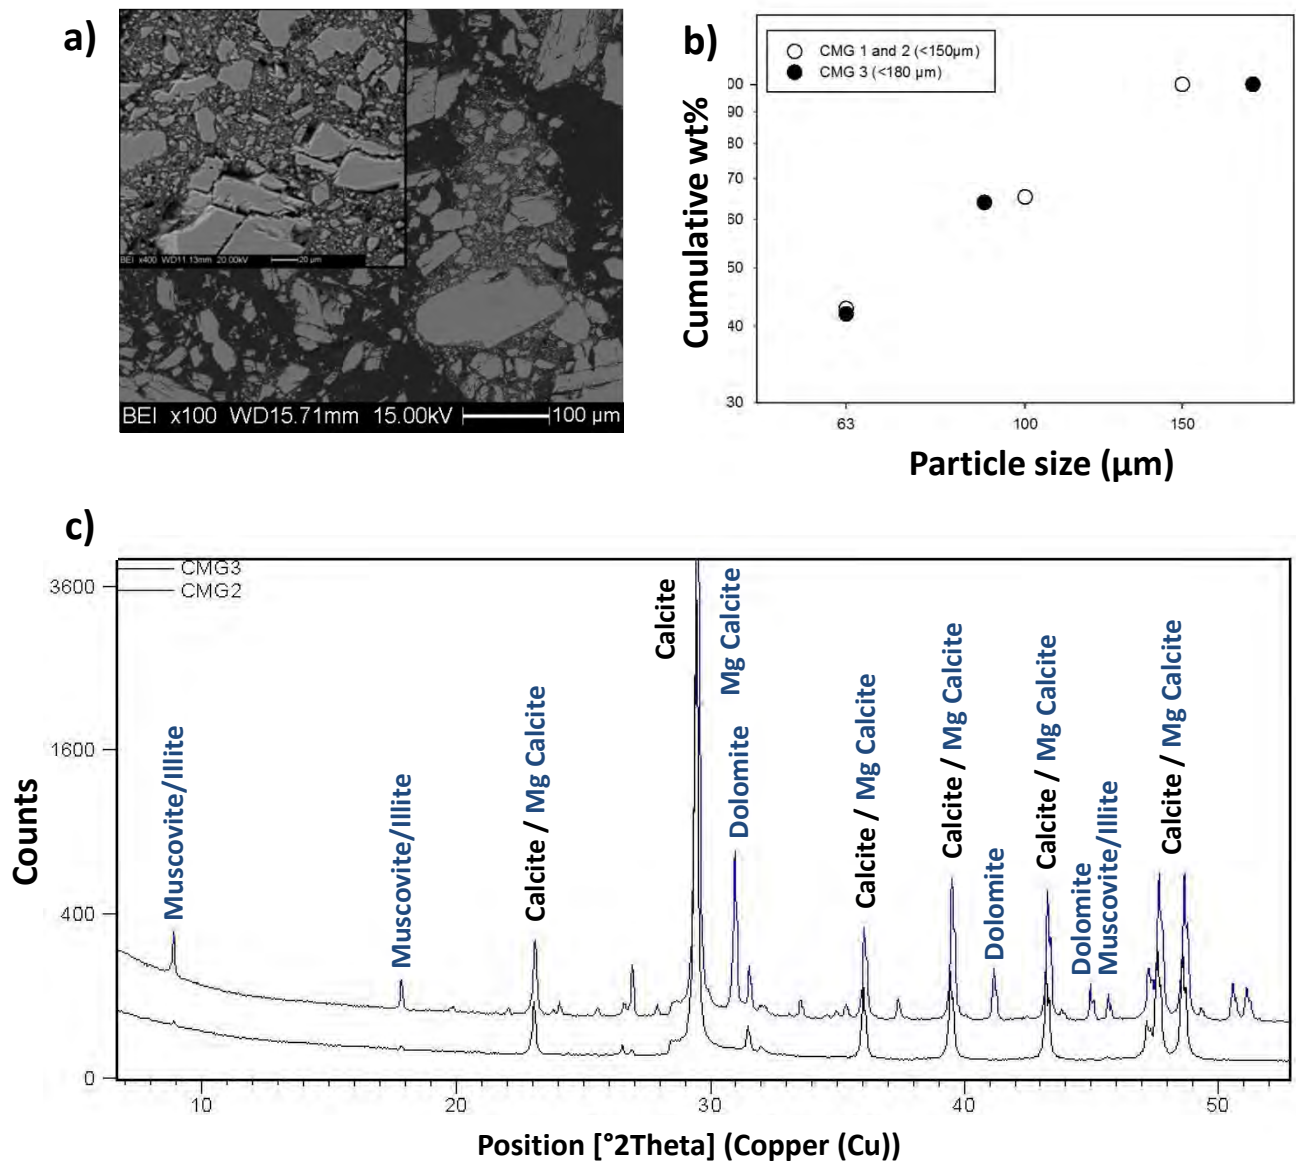 a)
BEI x400 WD11.13mm 20.00kV 20 µm
BEI x100 WD15.71mm 15.00kV 100 µm
b)
CMG 1 and 2 (<150µm)
CMG 3 (<180 µm)
Cumulative wt%
00
90
80
70
60
50
40
30
63
100
150
Particle size (µm)
c)
CMG3
CMG2
Counts
3600
1600
400
0
Muscovite/Illite
Muscovite/Illite
Calcite / Mg Calcite
Calcite
Mg Calcite
Dolomite
Calcite / Mg Calcite
Calcite / Mg Calcite
Dolomite
Calcite / Mg Calcite
Dolomite
Muscovite/Illite
Calcite / Mg Calcite
10
20
30
40
50
Position [°2Theta] (Copper (Cu))